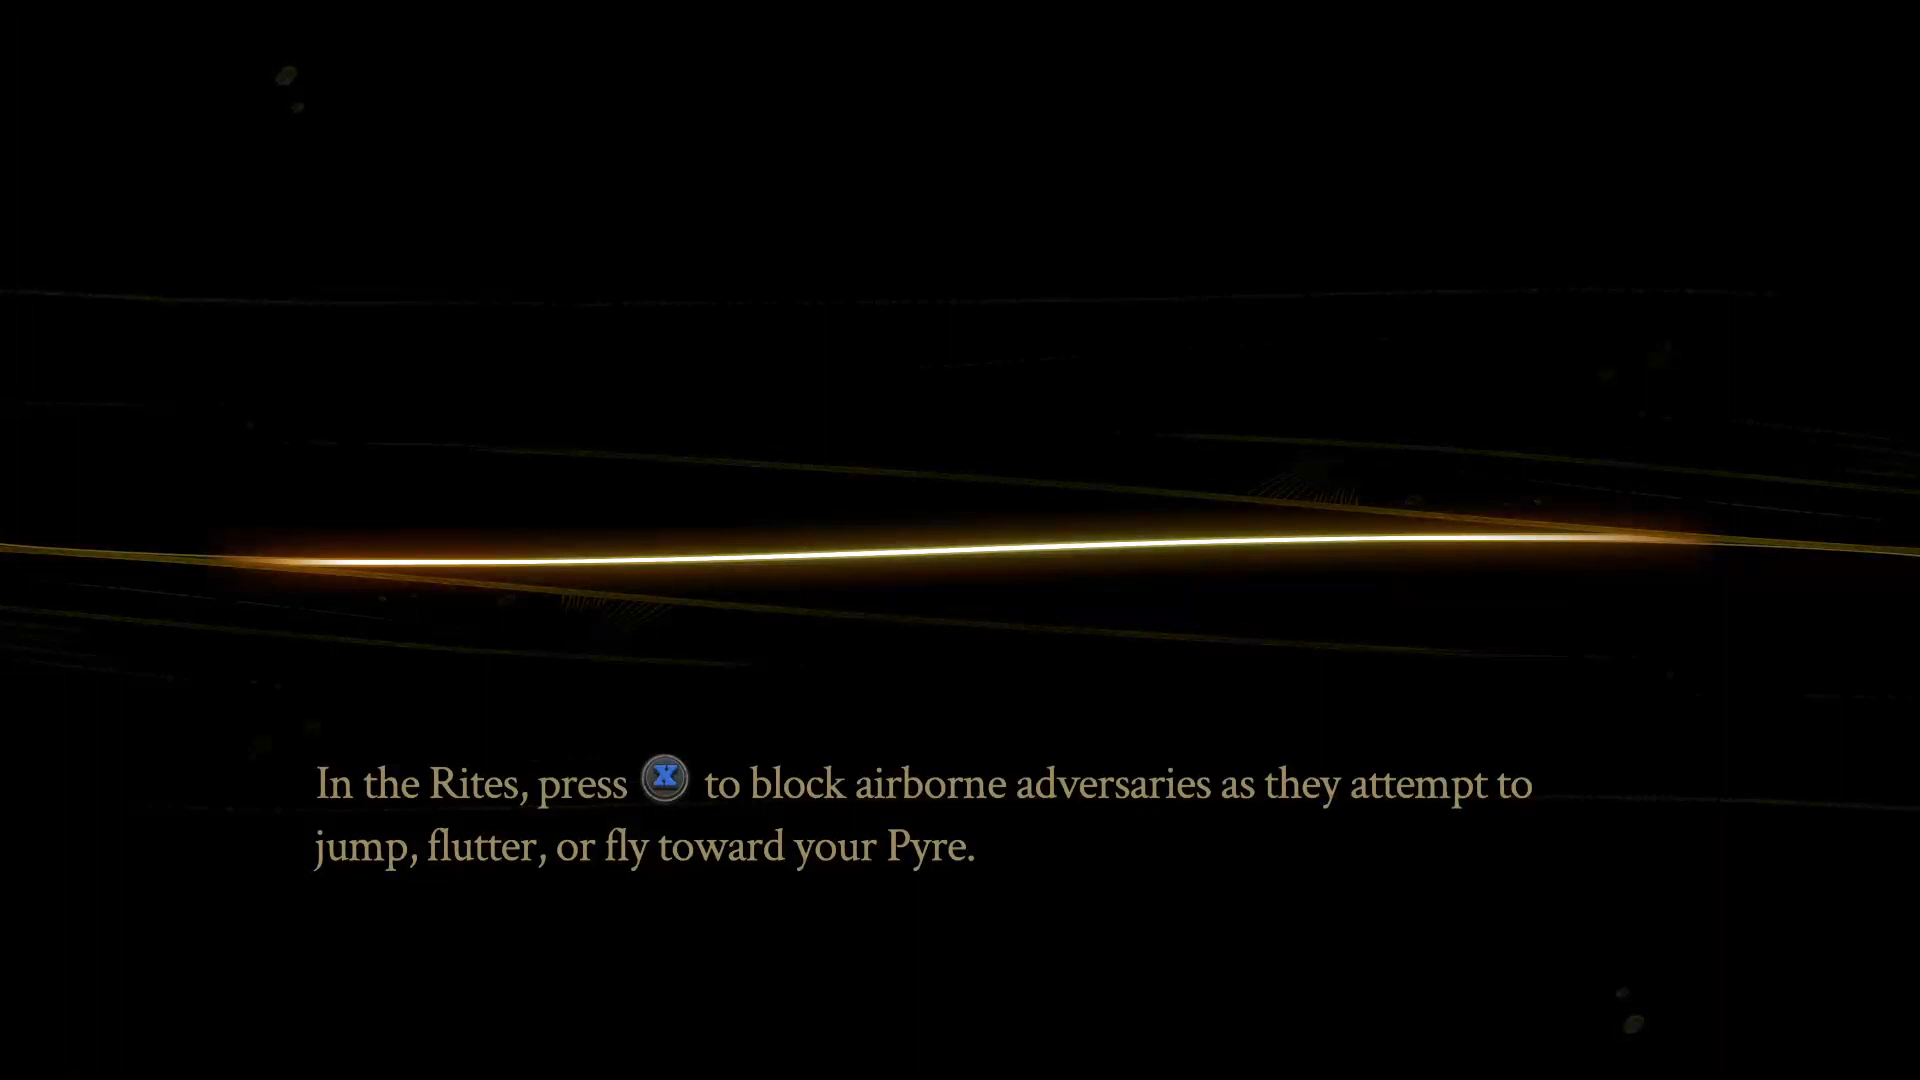 In the Rites, press X to block airborne adversaries as they attempt to
jump, flutter, or fly toward your Pyre.